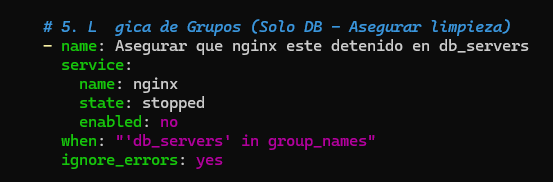 # 5. L  gica de Grupos (Solo DB - Asegurar limpieza)
- name: Asegurar que nginx este detenido en db_servers
  service:
    name: nginx
    state: stopped
    enabled: no
  when: "'db_servers' in group_names"
  ignore_errors: yes